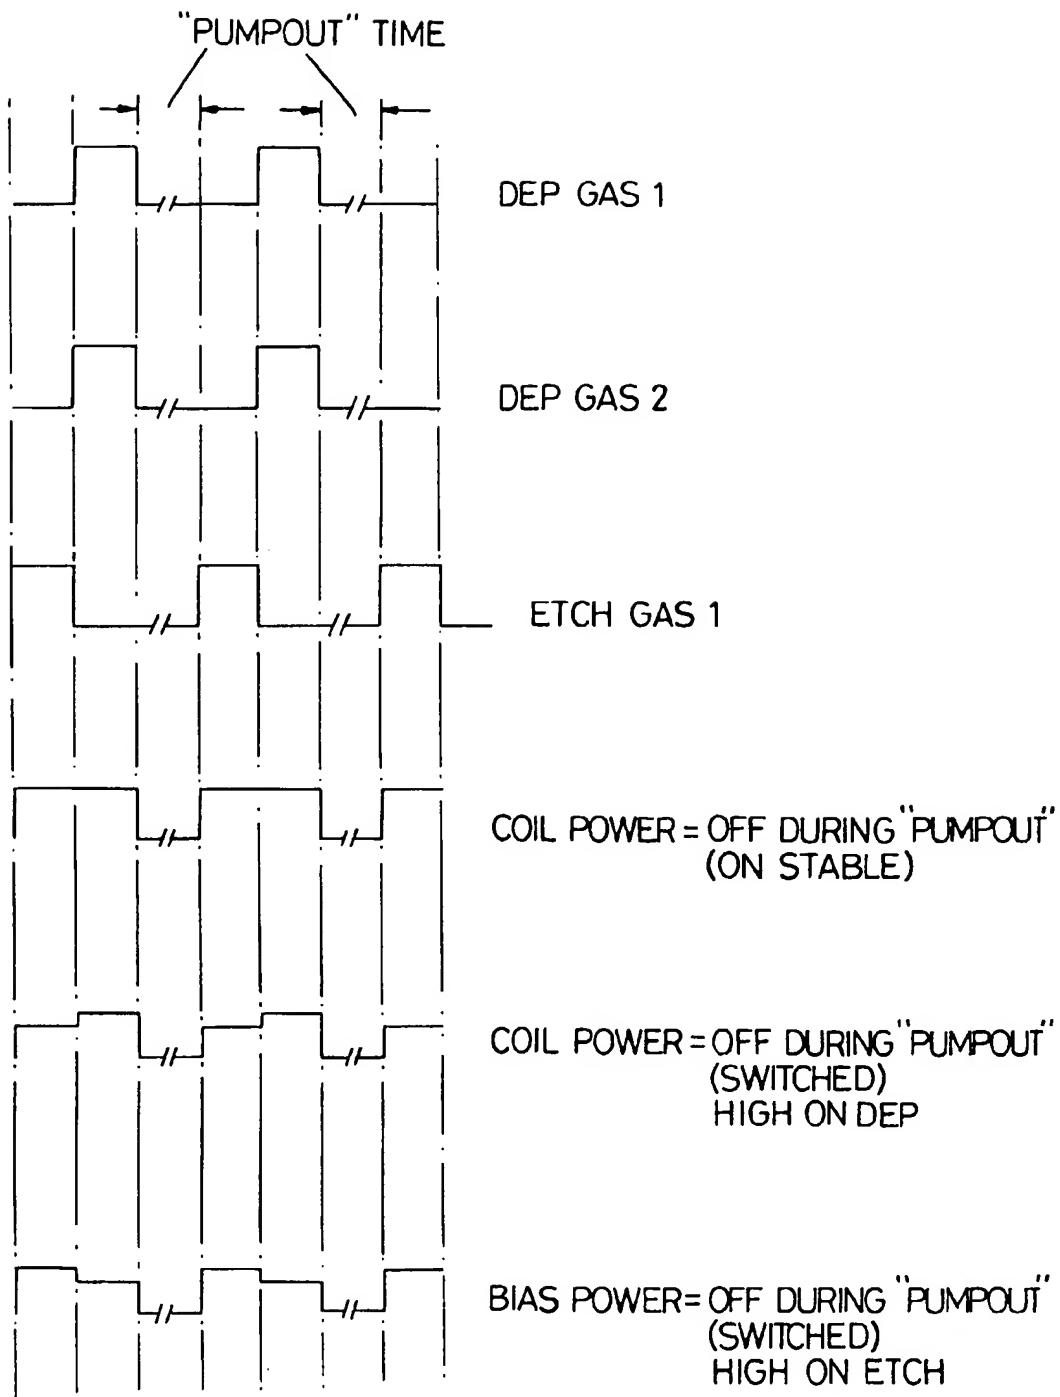 "PUMPOUT" TIME
DEP GAS 1
DEP GAS 2
ETCH GAS 1
COIL POWER = OFF DURING "PUMPOUT"
(ON STABLE)
COIL POWER = OFF DURING "PUMPOUT"
(SWITCHED)
HIGH ON DEP
BIAS POWER = OFF DURING "PUMPOUT"
(SWITCHED)
HIGH ON ETCH